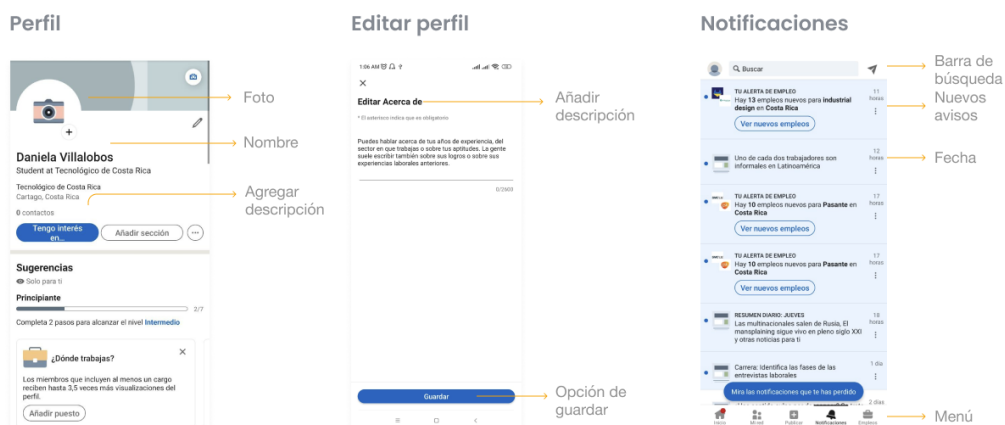 Perfil
Foto
Nombre
Daniela Villalobos
Student at Tecnológico de Costa Rica
Tecnológico de Costa Rica
Cartago, Costa Rica
Agregar
descripción
0 contactos
Tengo interés
en...
Añadir sección
Sugerencias
Solo para ti
Principiante
2/7
Completa 2 pasos para alcanzar el nivel Intermedio
¿Dónde trabajas?
Los miembros que incluyen al menos un cargo
reciben hasta 3,5 veces más visualizaciones del
perfil.
Añadir puesto
Editar perfil
1:06 AM
Editar Acerca de
Añadir
descripción
* El asterisco indica que es obligatorio
Puedes hablar acerca de tus años de experiencia, del
sector en que trabajas o sobre tus aptitudes. La gente
suele escribir también sobre sus logros o sobre sus
experiencias laborales anteriores.
0/2600
Guardar
Opción de
guardar
Notificaciones
Buscar
Barra de
búsqueda
TU ALERTA DE EMPLEO
Hay 13 empleos nuevos para industrial
design en Costa Rica
11
horas
Ver nuevos empleos
Nuevos
avisos
Uno de cada dos trabajadores son
informales en Latinoamérica
12
horas
Fecha
TU ALERTA DE EMPLEO
Hay 10 empleos nuevos para Pasante en
Costa Rica
17
horas
Ver nuevos empleos
TU ALERTA DE EMPLEO
Hay 10 empleos nuevos para Pasante en
Costa Rica
17
horas
Ver nuevos empleos
RESUMEN DIARIO: JUEVES
Las multinacionales salen de Rusia, El
mansplaining sigue vivo en pleno siglo XXI
y otras noticias para ti
18
horas
Carrera: Identifica las fases de las
entrevistas laborales
1 día
Mira las notificaciones que te has perdido
2 días
Inicio
Mi red
Publicar
Notificaciones
Empleos
Menú